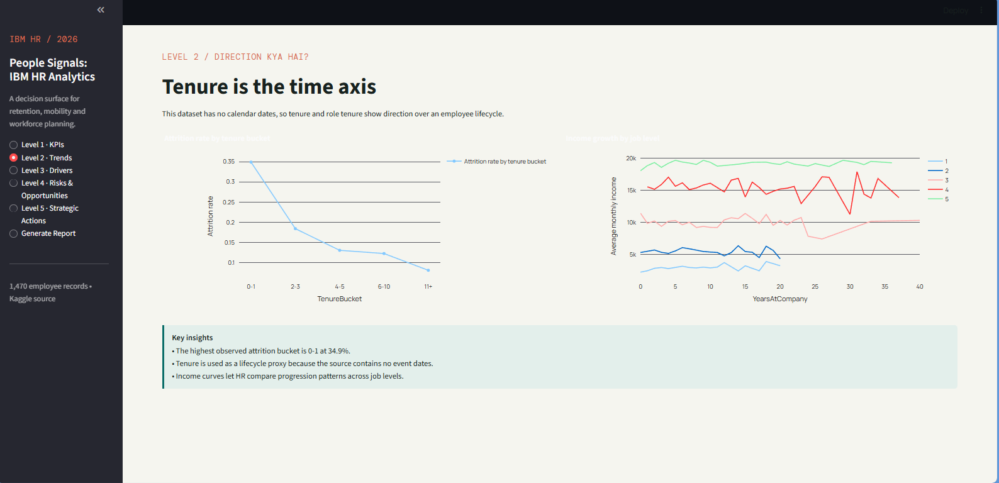 Deploy
IBM HR / 2026
People Signals:
IBM HR Analytics
A decision surface for
retention, mobility and
workforce planning.
Level 1 · KPIs
Level 2 · Trends
Level 3 · Drivers
Level 4 · Risks &
Opportunities
Level 5 · Strategic
Actions
Generate Report
1,470 employee records •
Kaggle source
LEVEL 2 / DIRECTION KYA HAI?
Tenure is the time axis
This dataset has no calendar dates, so tenure and role tenure show direction over an employee lifecycle.
Attrition rate by tenure bucket
0.35
0.3
0.25
0.2
0.15
0.1
Attrition rate
0-1 2-3 4-5 6-10 11+
TenureBucket
Attrition rate by tenure bucket
Income growth by job level
20k
15k
10k
5k
Average monthly income
0 5 10 15 20 25 30 35 40
YearsAtCompany
1
2
3
4
5
Key insights
• The highest observed attrition bucket is 0-1 at 34.9%.
• Tenure is used as a lifecycle proxy because the source contains no event dates.
• Income curves let HR compare progression patterns across job levels.